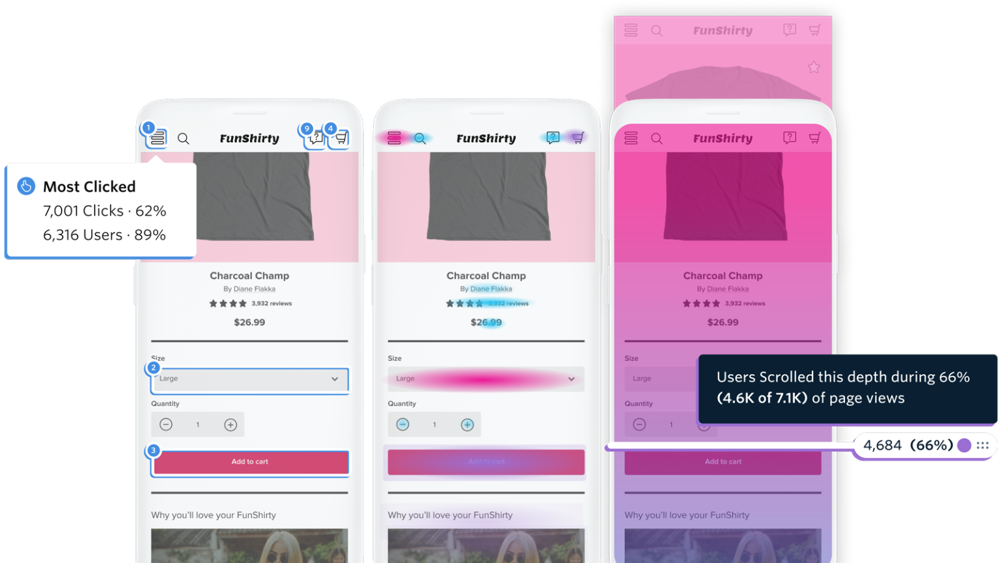 FunShirty
1
9
4
FunShirty
FunShirty
FunShirty
Most Clicked
7,001 Clicks · 62%
6,316 Users · 89%
Charcoal Champ
By Diane Flakka
3,932 reviews
$26.99
Size
2
Large
Quantity
1
3
Add to cart
Why you'll love your FunShirty
Charcoal Champ
By Diane Flakka
3,932 reviews
$26.99
Size
Large
Quantity
1
Add to cart
Why you'll love your FunShirty
Charcoal Champ
By Diane Flakka
3,932 reviews
$26.99
Size
Large
Quantity
1
Add to cart
Why you'll love your FunShirty
Users Scrolled this depth during 66%
(4.6K of 7.1K) of page views
4,684 (66%)